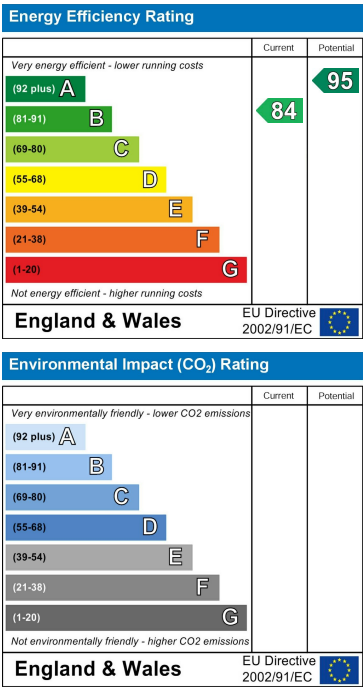 Energy Efficiency Rating
Current Potential
Very energy efficient - lower running costs
(92 plus) A
95
(81-91) B
84
(69-80) C
(55-68) D
(39-54) E
(21-38) F
(1-20) G
Not energy efficient - higher running costs
England & Wales
EU Directive
2002/91/EC
Environmental Impact (CO2) Rating
Current Potential
Very environmentally friendly - lower CO2 emissions
(92 plus) A
(81-91) B
(69-80) C
(55-68) D
(39-54) E
(21-38) F
(1-20) G
Not environmentally friendly - higher CO2 emissions
England & Wales
EU Directive
2002/91/EC